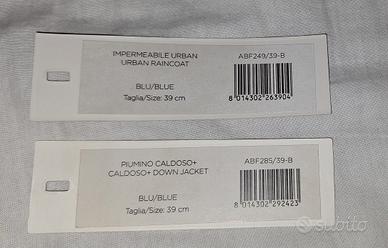 IMPERMEABILE URBAN
URBAN RAINCOAT
ABF249/39-B
BLU/BLUE
Taglia/Size: 39 cm
8 014302 263904
PIUMINO CALDOSO+
CALDOSO+ DOWN JACKET
ABF285/39-B
BLU/BLUE
Taglia/Size: 39 cm
8 014302 292423
subito